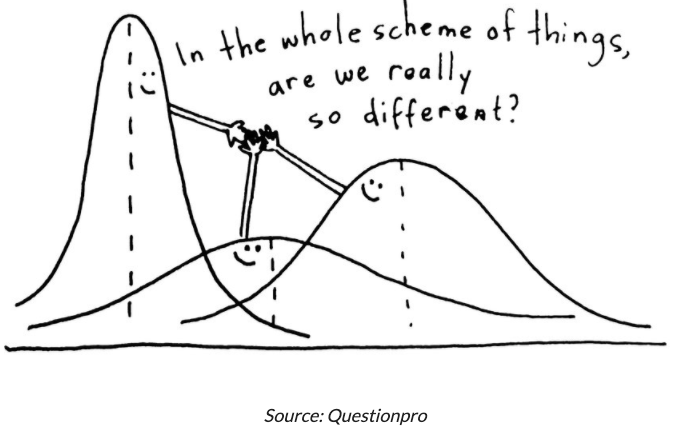 In the whole scheme of things,
are we really
so different?
Source: Questionpro